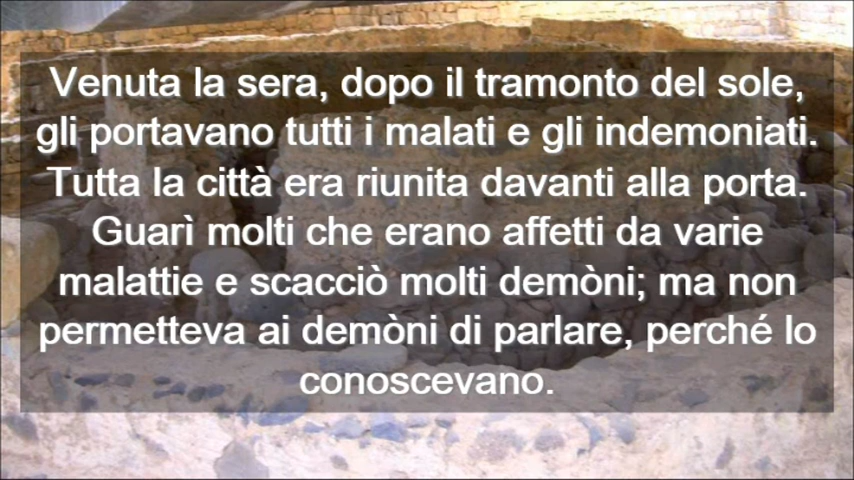 Venuta la sera, dopo il tramonto del sole,
gli portavano tutti i malati e gli indemoniati.
Tutta la città era riunita davanti alla porta.
Guarì molti che erano affetti da varie
malattie e scacciò molti demòni; ma non
permetteva ai demòni di parlare, perché lo
conoscevano.